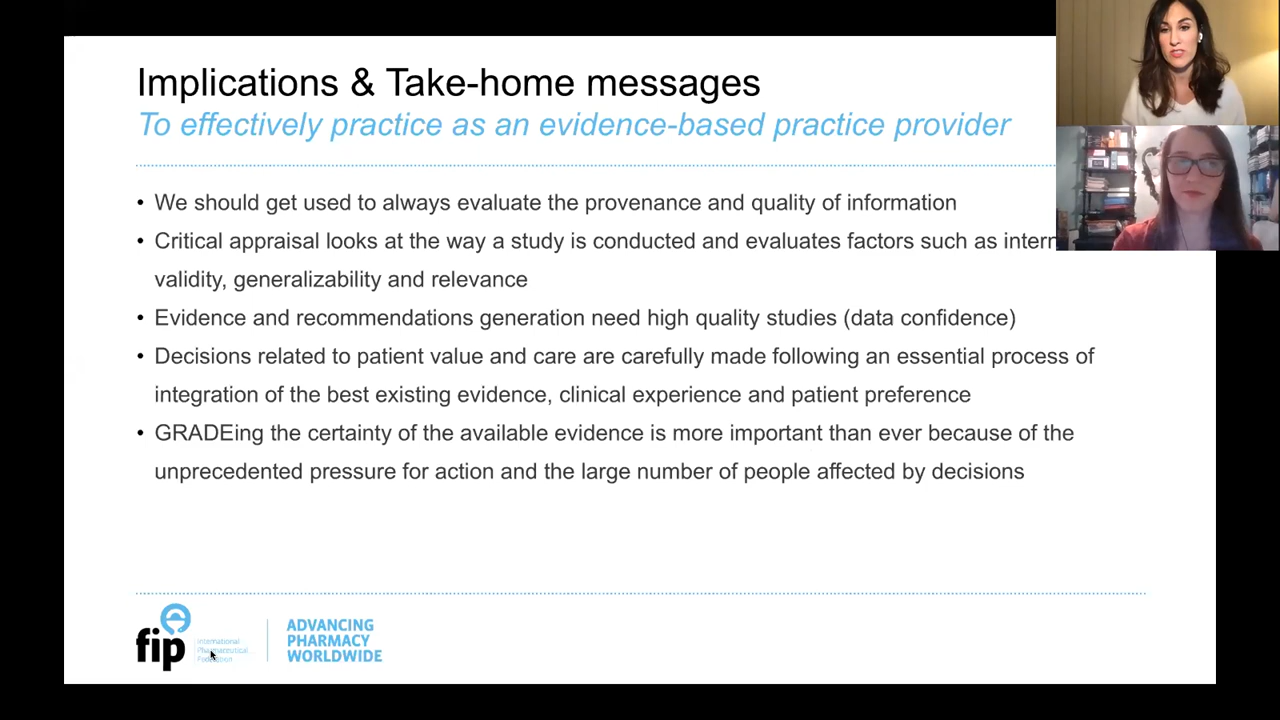 Implications & Take-home messages
To effectively practice as an evidence-based practice provider
• We should get used to always evaluate the provenance and quality of information
• Critical appraisal looks at the way a study is conducted and evaluates factors such as intern
validity, generalizability and relevance
• Evidence and recommendations generation need high quality studies (data confidence)
• Decisions related to patient value and care are carefully made following an essential process of
integration of the best existing evidence, clinical experience and patient preference
• GRADEing the certainty of the available evidence is more important than ever because of the
unprecedented pressure for action and the large number of people affected by decisions
fip
International
Pharmaceutical
Federation
ADVANCING
PHARMACY
WORLDWIDE